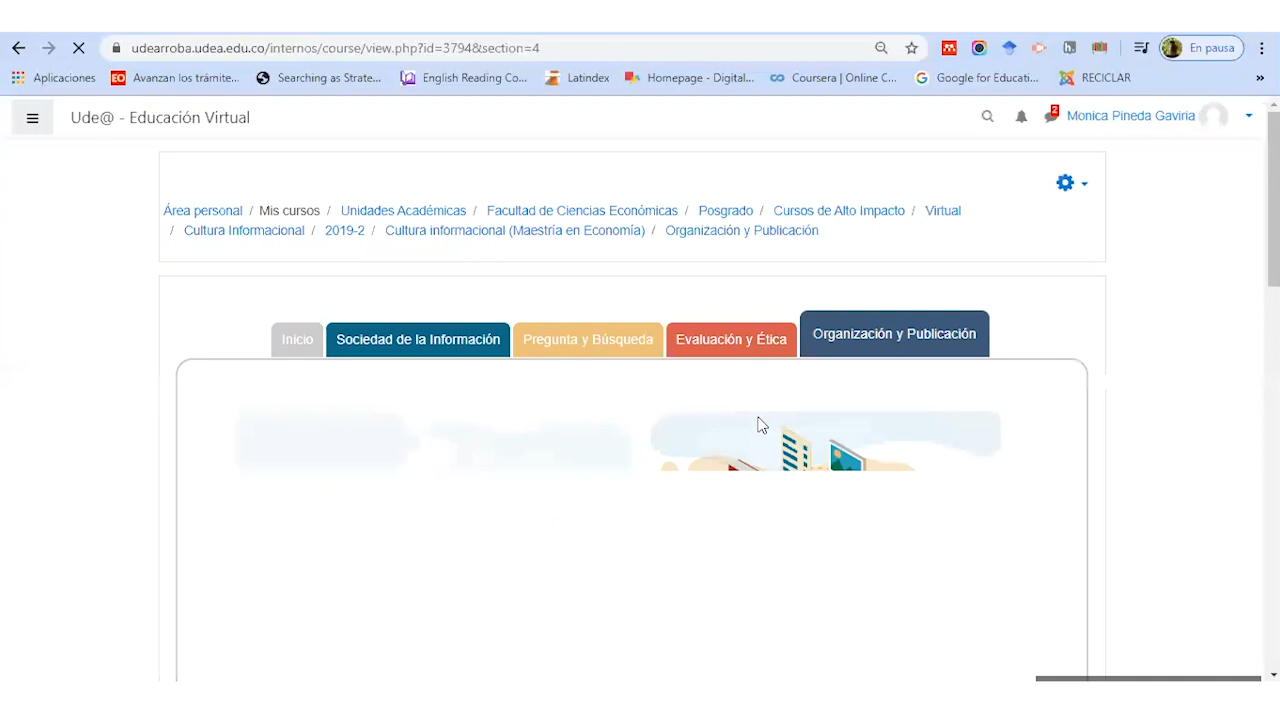 udearroba.udea.edu.co/internos/course/view.php?id=3794&section=4
En pausa
Aplicaciones
EO Avanzan los trámite...
Searching as Strate...
English Reading Co...
Latindex
Homepage - Digital...
Coursera | Online C...
Google for Educati...
RECICLAR
»
Ude@ - Educación Virtual
2
Monica Pineda Gaviria
Área personal / Mis cursos / Unidades Académicas / Facultad de Ciencias Económicas / Posgrado / Cursos de Alto Impacto / Virtual
/ Cultura Informacional / 2019-2 / Cultura informacional (Maestría en Economía) / Organización y Publicación
Inicio
Sociedad de la Información
Pregunta y Búsqueda
Evaluación y Ética
Organización y Publicación